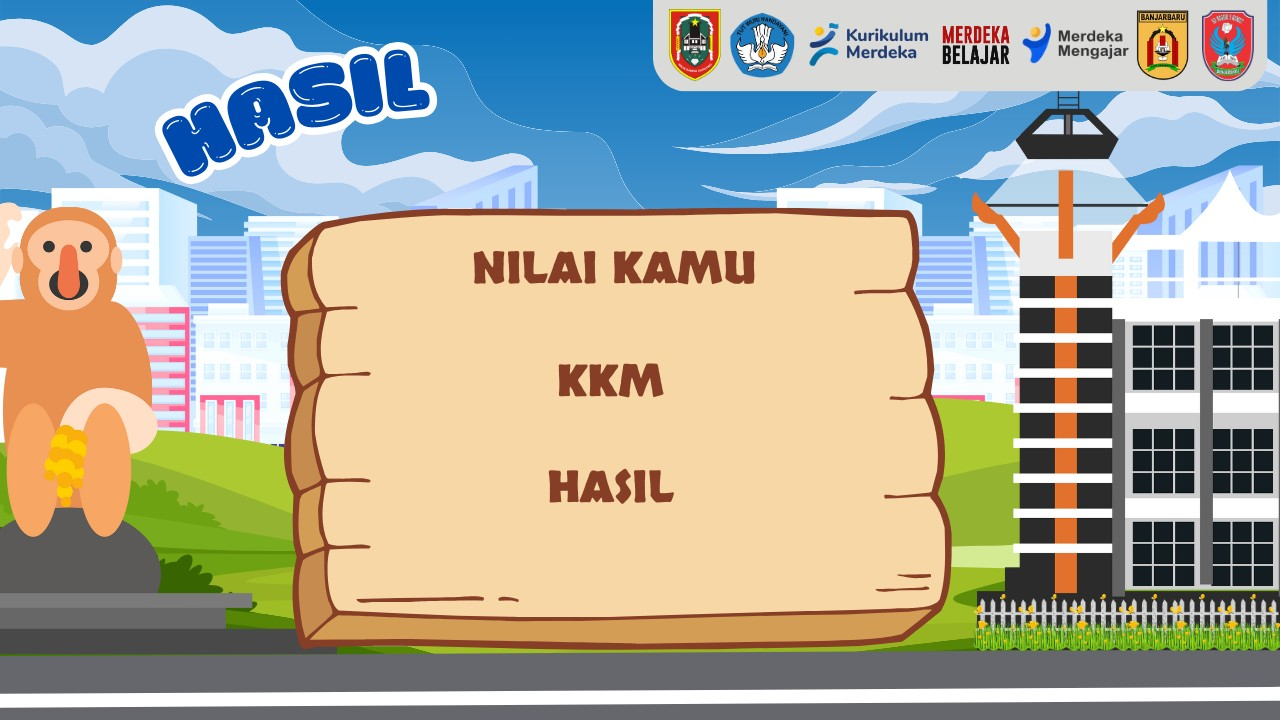 HASIL
Kurikulum
Merdeka
MERDEKA
BELAJAR
Merdeka
Mengajar
BANJARBARU
NILAI KAMU
KKM
HASIL